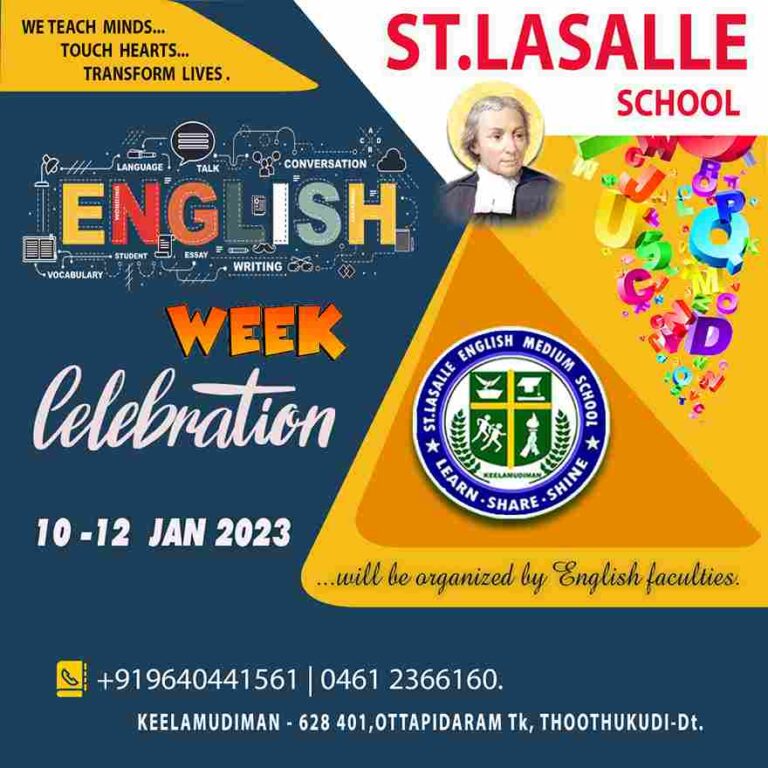 WE TEACH MINDS...
TOUCH HEARTS...
TRANSFORM LIVES .
ST.LASALLE
SCHOOL
LANGUAGE
TALK
CONVERSATION
ENGLISH
VOCABULARY
STUDENT
ESSAY
WRITING
WEEK
Celebration
10 -12 JAN 2023
ST.LASALLE ENGLISH MEDIUM SCHOOL
KEELAMUDIMAN
LEARN · SHARE · SHINE
...will be organized by English faculties.
+919640441561 | 0461 2366160.
KEELAMUDIMAN - 628 401,OTTAPIDARAM Tk, THOOTHUKUDI-Dt.